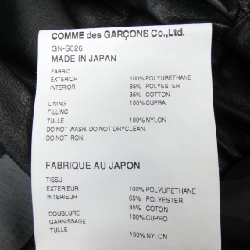 COMME des GARÇONS Co., Ltd.
GN-S026
MADE IN JAPAN
FABRIC
EXTERIOR 100% POLYURETHANE
INTERIOR 65% POLYESTER
35% COTTON
LINING 100% CUPRA
FILLING
TULLE 100% NYLON
DO NOT WASH. DO NOT DRYCLEAN.
DO NOT IRON.
FABRIQUE AU JAPON
TISSU
EXTERIEUR 100% POLYURETHANE
INTERIEUR 65% POLYESTER
35% COTON
DOUBLURE 100% CUPRO
GARNISSAGE
TULLE 100% NYLON